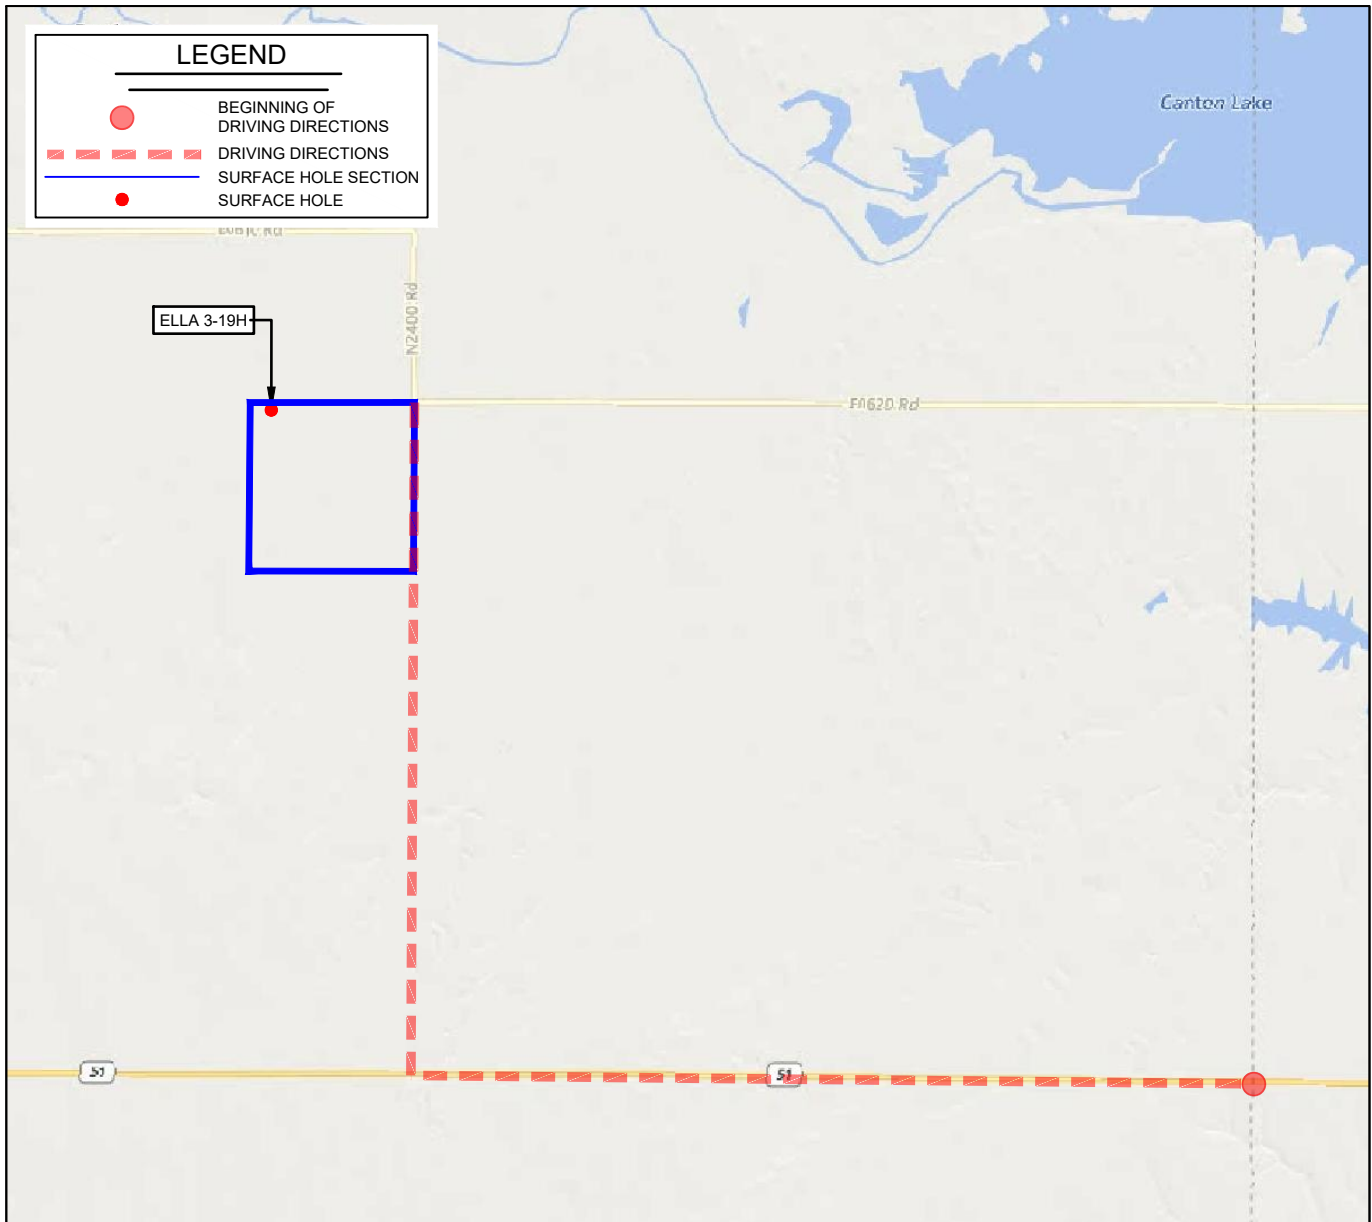 LEGEND
BEGINNING OF
DRIVING DIRECTIONS
DRIVING DIRECTIONS
SURFACE HOLE SECTION
SURFACE HOLE
Canton Lake
ELLA 3-19H
N2400 Rd
E0620 Rd
51
51